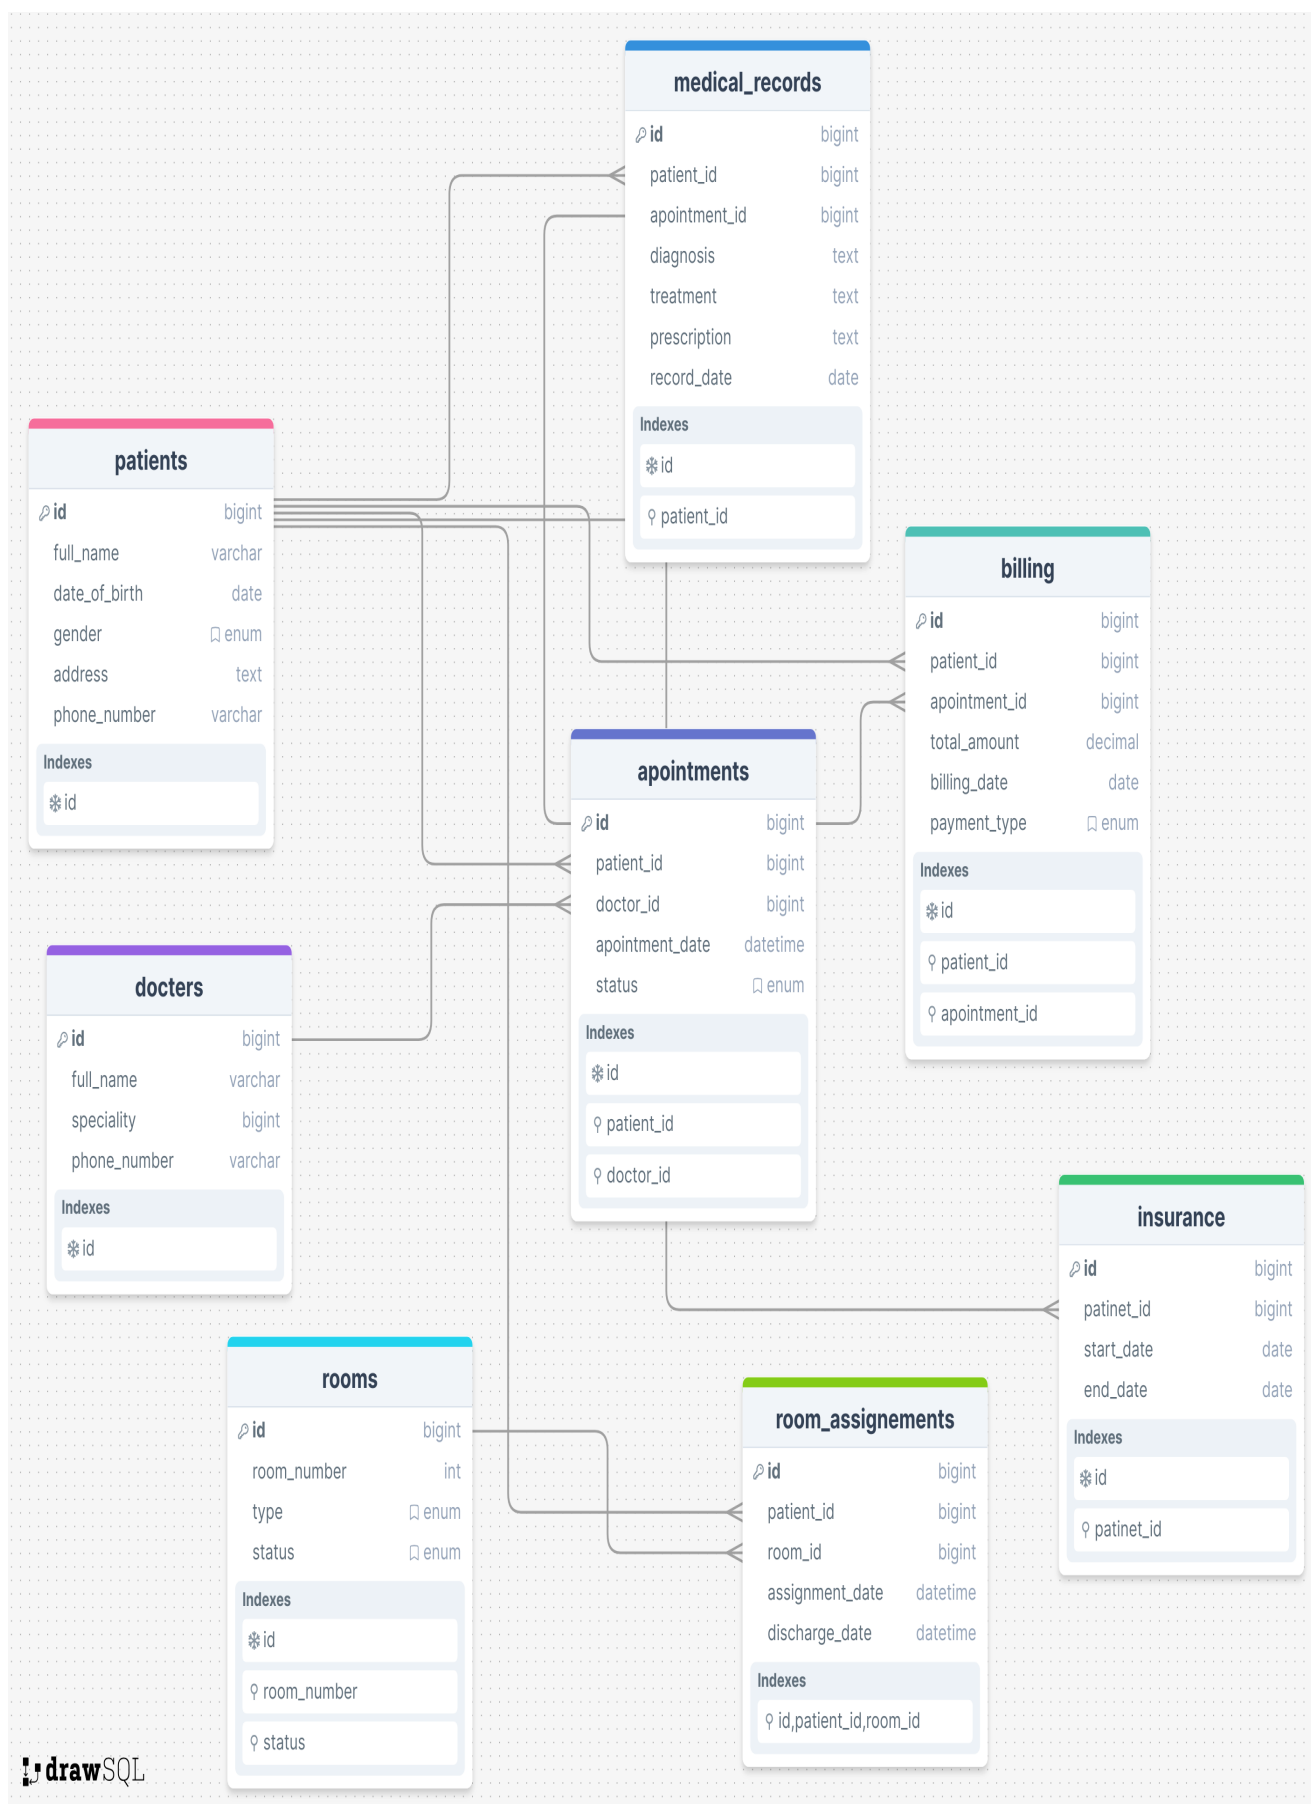 medical_records
id bigint
patient_id bigint
apointment_id bigint
diagnosis text
treatment text
prescription text
record_date date
Indexes
id
patient_id
patients
id bigint
full_name varchar
date_of_birth date
gender enum
address text
phone_number varchar
Indexes
id
billing
id bigint
patient_id bigint
apointment_id bigint
total_amount decimal
billing_date date
payment_type enum
Indexes
id
patient_id
apointment_id
apointments
id bigint
patient_id bigint
doctor_id bigint
apointment_date datetime
status enum
Indexes
id
patient_id
doctor_id
docters
id bigint
full_name varchar
speciality bigint
phone_number varchar
Indexes
id
insurance
id bigint
patinet_id bigint
start_date date
end_date date
Indexes
id
patinet_id
rooms
id bigint
room_number int
type enum
status enum
Indexes
id
room_number
status
room_assignements
id bigint
patient_id bigint
room_id bigint
assignment_date datetime
discharge_date datetime
Indexes
id,patient_id,room_id
drawSQL